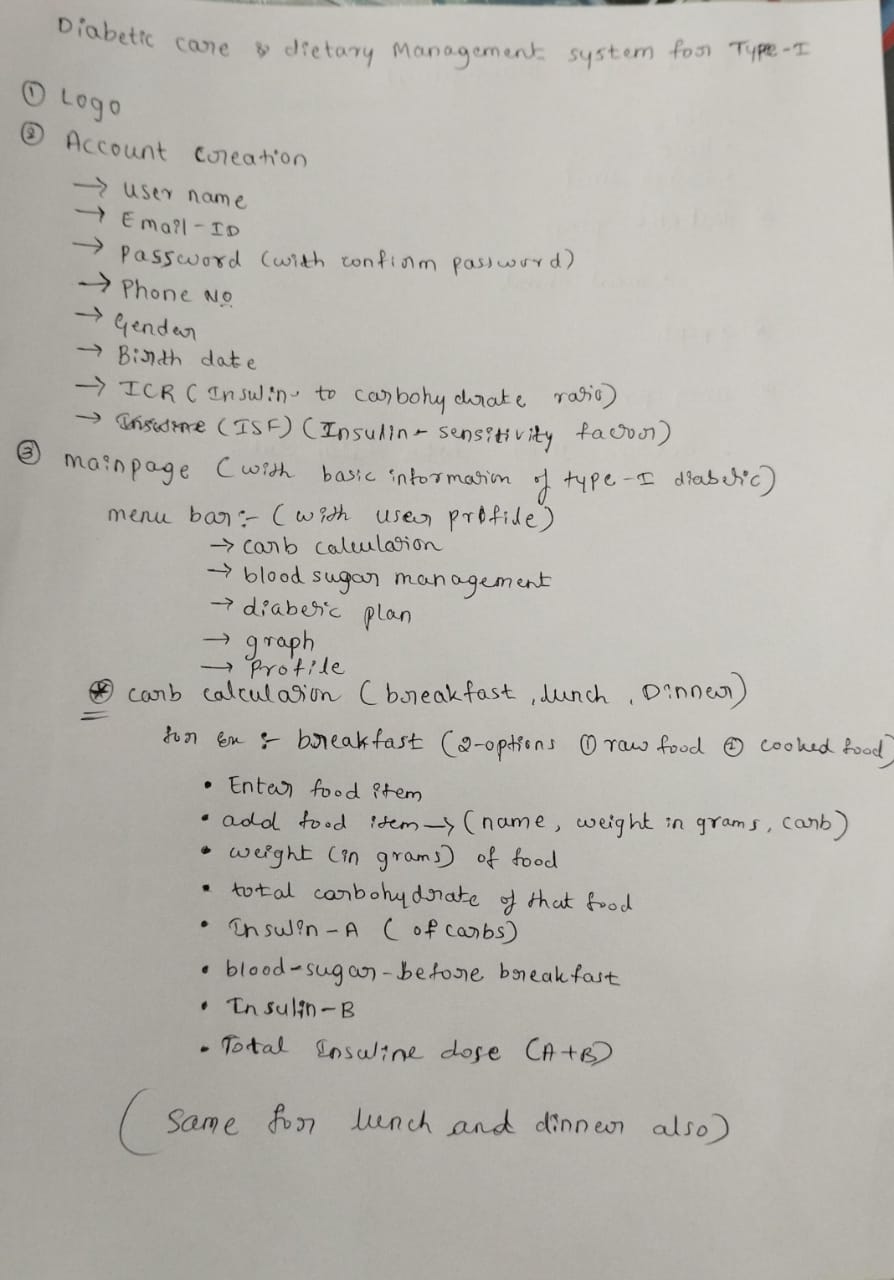 Diabetic care & dietary Management system for Type-I
① Logo
② Account creation
→ user name
→ Email-ID
→ password (with confirm password)
→ Phone No
→ Gender
→ Birth date
→ ICR (Insulin to carbohydrate ratio)
→ Insuline (ISF) (Insulin - sensitivity factor)
③ mainpage (with basic information of type-I diabetic)
menu bar:- (with user profile)
→ carb calculation
→ blood sugar management
→ diabetic plan
→ graph
→ Profile
* carb calculation (breakfast, lunch, Dinner)
for ex :- breakfast (2-options ① raw food ② cooked food)
• Enter food item
• add food item → (name, weight in grams, carb)
• weight (in grams) of food
• total carbohydrate of that food
• Insulin-A (of carbs)
• blood-sugar-before breakfast
• Insulin-B
• Total Insuline dose (A+B)
(same for lunch and dinner also)